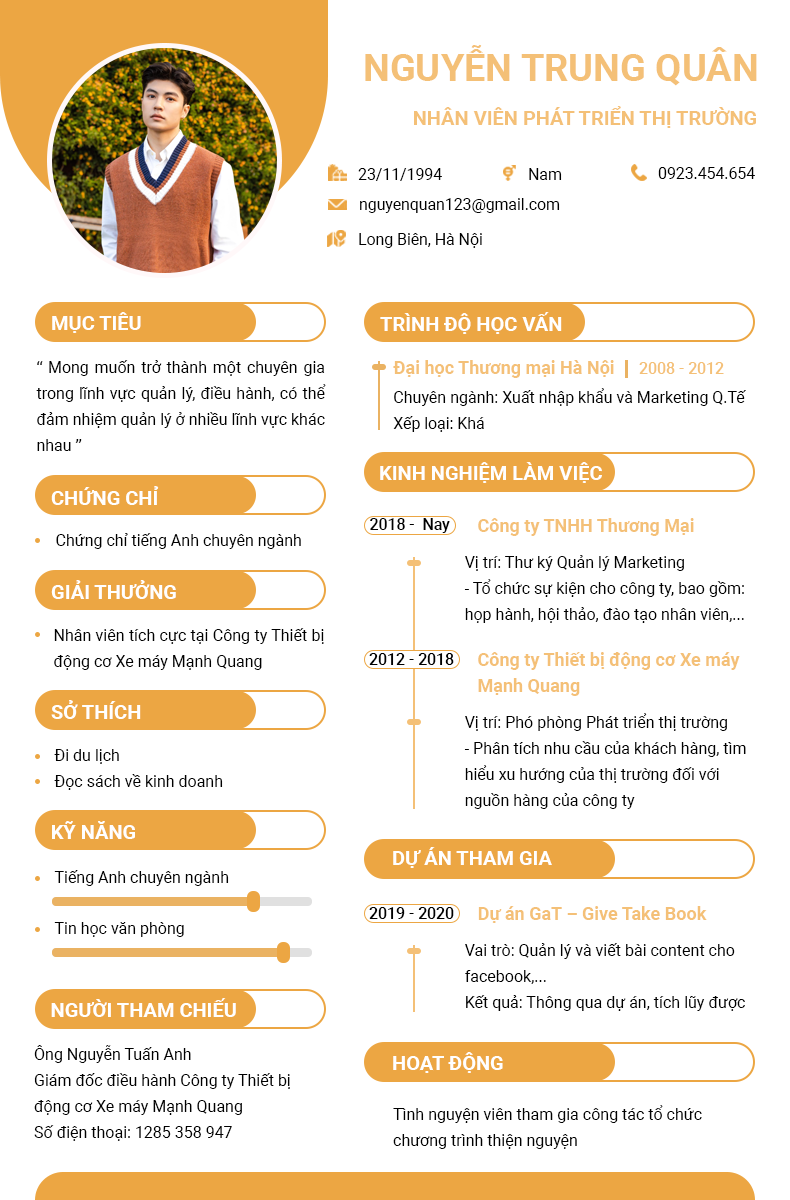 NGUYỄN TRUNG QUÂN
NHÂN VIÊN PHÁT TRIỂN THỊ TRƯỜNG
23/11/1994
Nam
0923.454.654
nguyenquan123@gmail.com
Long Biên, Hà Nội
MỤC TIÊU
“ Mong muốn trở thành một chuyên gia
trong lĩnh vực quản lý, điều hành, có thể
đảm nhiệm quản lý ở nhiều lĩnh vực khác
nhau ”
CHỨNG CHỈ
• Chứng chỉ tiếng Anh chuyên ngành
GIẢI THƯỞNG
• Nhân viên tích cực tại Công ty Thiết bị
động cơ Xe máy Mạnh Quang
SỞ THÍCH
• Đi du lịch
• Đọc sách về kinh doanh
KỸ NĂNG
• Tiếng Anh chuyên ngành
• Tin học văn phòng
NGƯỜI THAM CHIẾU
Ông Nguyễn Tuấn Anh
Giám đốc điều hành Công ty Thiết bị
động cơ Xe máy Mạnh Quang
Số điện thoại: 1285 358 947
TRÌNH ĐỘ HỌC VẤN
Đại học Thương mại Hà Nội | 2008 - 2012
Chuyên ngành: Xuất nhập khẩu và Marketing Q.Tế
Xếp loại: Khá
KINH NGHIỆM LÀM VIỆC
2018 - Nay
Công ty TNHH Thương Mại
Vị trí: Thư ký Quản lý Marketing
- Tổ chức sự kiện cho công ty, bao gồm:
họp hành, hội thảo, đào tạo nhân viên,...
2012 - 2018
Công ty Thiết bị động cơ Xe máy
Mạnh Quang
Vị trí: Phó phòng Phát triển thị trường
- Phân tích nhu cầu của khách hàng, tìm
hiểu xu hướng của thị trường đối với
nguồn hàng của công ty
DỰ ÁN THAM GIA
2019 - 2020
Dự án GaT – Give Take Book
Vai trò: Quản lý và viết bài content cho
facebook,...
Kết quả: Thông qua dự án, tích lũy được
HOẠT ĐỘNG
Tình nguyện viên tham gia công tác tổ chức
chương trình thiện nguyện